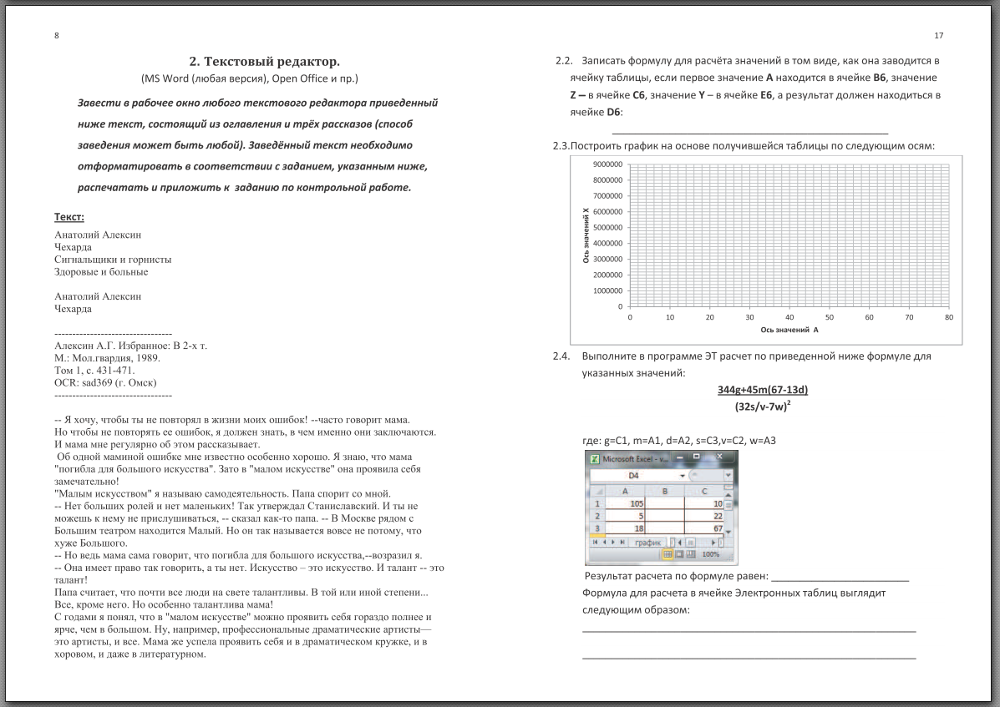 8
2. Текстовый редактор.
(MS Word (любая версия), Open Office и пр.)
Завести в рабочее окно любого текстового редактора приведенный
ниже текст, состоящий из оглавления и трёх рассказов (способ
заведения может быть любой). Заведённый текст необходимо
отформатировать в соответствии с заданием, указанным ниже,
распечатать и приложить к  заданию по контрольной работе.
Текст:
Анатолий Алексин
Чехарда
Сигнальщики и горнисты
Здоровые и больные
Анатолий Алексин
Чехарда
---------------------------------
Алексин А.Г. Избранное: В 2-х т.
М.: Мол.гвардия, 1989.
Том 1, с. 431-471.
OCR: sad369 (г. Омск)
---------------------------------
-- Я хочу, чтобы ты не повторял в жизни моих ошибок! --часто говорит мама.
Но чтобы не повторять ее ошибок, я должен знать, в чем именно они заключаются.
И мама мне регулярно об этом рассказывает.
Об одной маминой ошибке мне известно особенно хорошо. Я знаю, что мама
"погибла для большого искусства". Зато в "малом искусстве" она проявила себя
замечательно!
"Малым искусством" я называю самодеятельность. Папа спорит со мной.
-- Нет больших ролей и нет маленьких! Так утверждал Станиславский. И ты не
можешь к нему не прислушиваться, -- сказал как-то папа. -- В Москве рядом с
Большим театром находится Малый. Но он так называется вовсе не потому, что
хуже Большого.
-- Но ведь мама сама говорит, что погибла для большого искусства,--возразил я.
-- Она имеет право так говорить, а ты нет. Искусство – это искусство. И талант -- это
талант!
Папа считает, что почти все люди на свете талантливы. В той или иной степени...
Все, кроме него. Но особенно талантлива мама!
С годами я понял, что в "малом искусстве" можно проявить себя гораздо полнее и
ярче, чем в большом. Ну, например, профессиональные драматические артисты—
это артисты, и все. Мама же успела проявить себя и в драматическом кружке, и в
хоровом, и даже в литературном.
17
2.2. Записать формулу для расчёта значений в том виде, как она заводится в
ячейку таблицы, если первое значение A находится в ячейке B6, значение
Z – в ячейке C6, значение Y – в ячейке E6, а результат должен находиться в
ячейке D6:
2.3.Построить график на основе получившейся таблицы по следующим осям:
9000000
8000000
7000000
6000000
5000000
4000000
3000000
2000000
1000000
0
Ось значений X
0 10 20 30 40 50 60 70 80
Ось значений A
2.4. Выполните в программе ЭТ расчет по приведенной ниже формуле для
указанных значений:
344g+45m(67-13d)
(32s/v-7w)²
где: g=C1, m=A1, d=A2, s=C3,v=C2, w=A3
Microsoft Excel - v...
D4
A B C
1 105 10
2 5 22
3 18 67
график
100%
Результат расчета по формуле равен:
Формула для расчета в ячейке Электронных таблиц выглядит
следующим образом: